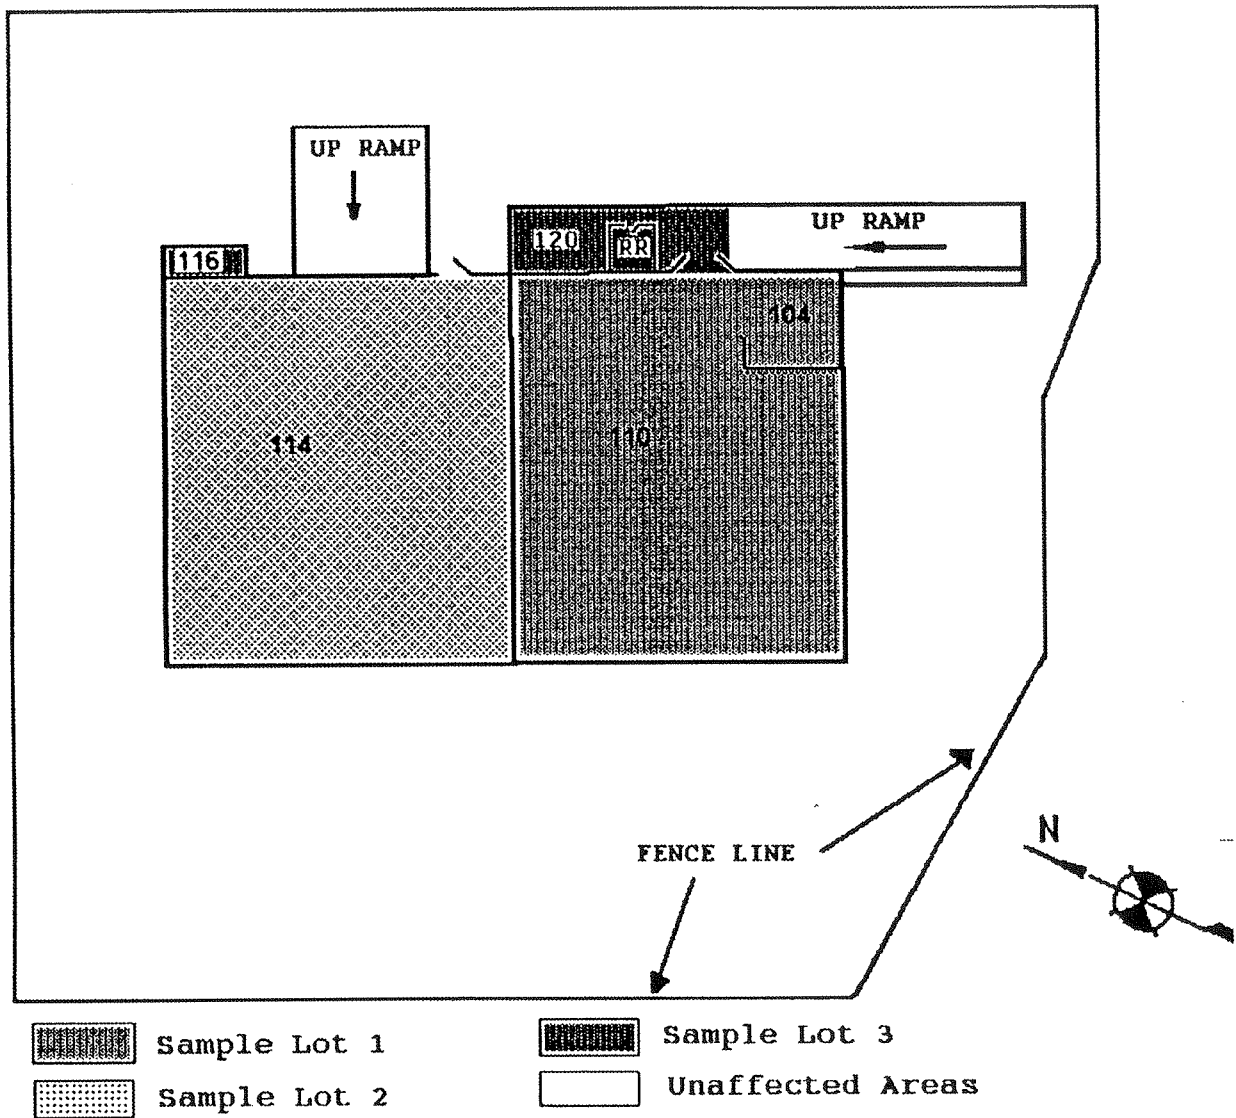 UP RAMP
UP RAMP
120
RR
116
104
114
110
N
FENCE LINE
Sample Lot 1
Sample Lot 3
Sample Lot 2
Unaffected Areas